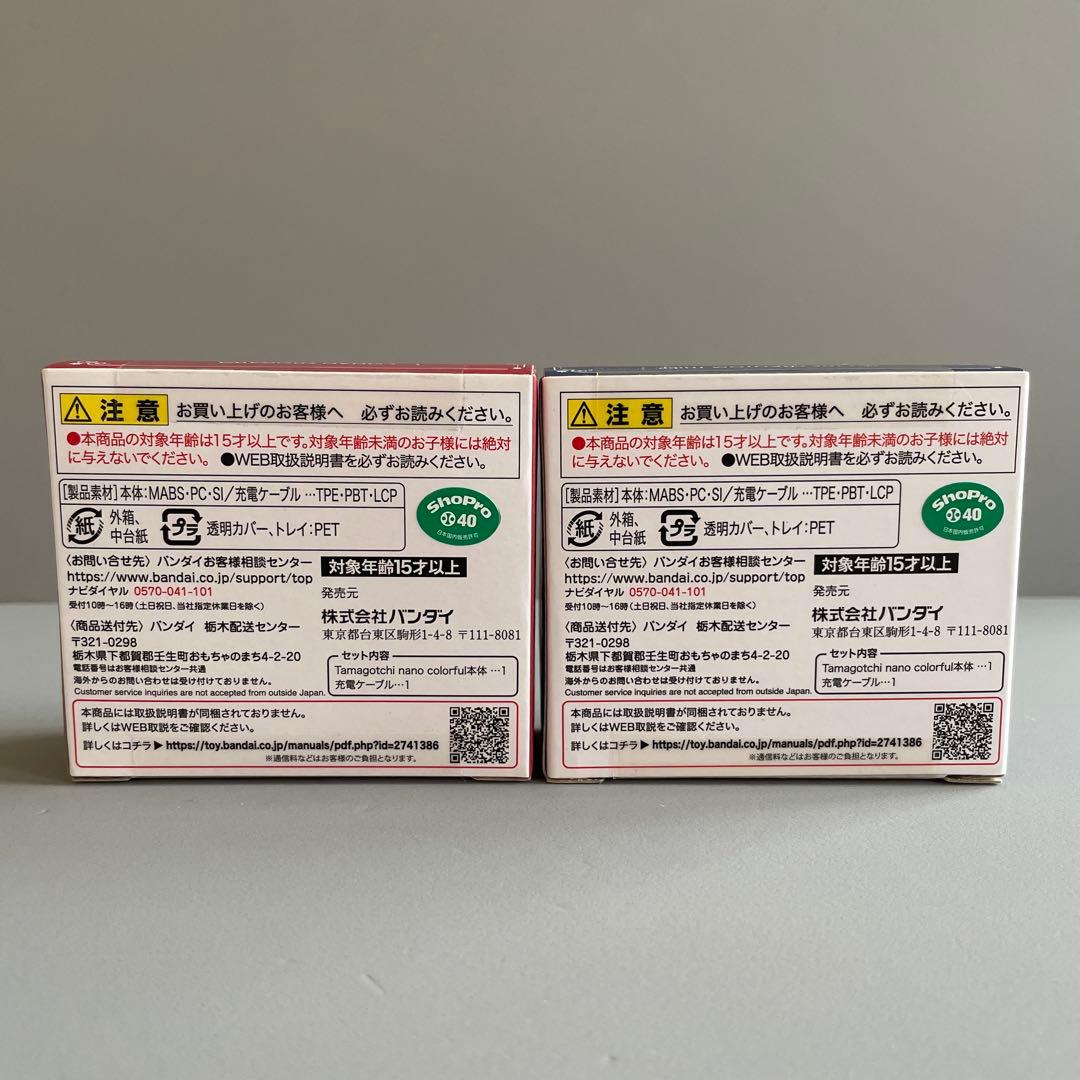 注意 お買い上げのお客様へ 必ずお読みください。
●本商品の対象年齢は15才以上です。対象年齢未満のお子様には絶対
に与えないでください。 ●WEB取扱説明書を必ずお読みください。
[製品素材]本体:MABS・PC・SI/充電ケーブル …TPE・PBT・LCP
紙 外箱、
中台紙
プラ 透明カバー、トレイ:PET
ShoPro
40
日本国内販売許可
〈お問い合せ先〉 バンダイお客様相談センター
https://www.bandai.co.jp/support/top
ナビダイヤル 0570-041-101
受付10時〜16時(土日祝日、当社指定休業日を除く)
〈商品送付先〉 バンダイ 栃木配送センター
〒321-0298
栃木県下都賀郡壬生町おもちゃのまち4-2-20
電話番号はお客様相談センター共通
海外からのお問い合わせは受け付けておりません。
Customer service inquiries are not accepted from outside Japan.
対象年齢15才以上
発売元
株式会社バンダイ
東京都台東区駒形1-4-8 〒111-8081
セット内容
Tamagotchi nano colorful本体 …1
充電ケーブル…1
本商品には取扱説明書が同梱されておりません。
詳しくはWEB取説をご確認ください。
詳しくはコチラ▶https://toy.bandai.co.jp/manuals/pdf.php?id=2741386
※通信料などはお客様のご負担となります。
注意 お買い上げのお客様へ 必ずお読みください。
●本商品の対象年齢は15才以上です。対象年齢未満のお子様には絶対
に与えないでください。 ●WEB取扱説明書を必ずお読みください。
[製品素材]本体:MABS・PC・SI/充電ケーブル …TPE・PBT・LCP
紙 外箱、
中台紙
プラ 透明カバー、トレイ:PET
ShoPro
40
日本国内販売許可
〈お問い合せ先〉 バンダイお客様相談センター
https://www.bandai.co.jp/support/top
ナビダイヤル 0570-041-101
受付10時〜16時(土日祝日、当社指定休業日を除く)
〈商品送付先〉 バンダイ 栃木配送センター
〒321-0298
栃木県下都賀郡壬生町おもちゃのまち4-2-20
電話番号はお客様相談センター共通
海外からのお問い合わせは受け付けておりません。
Customer service inquiries are not accepted from outside Japan.
対象年齢15才以上
発売元
株式会社バンダイ
東京都台東区駒形1-4-8 〒111-8081
セット内容
Tamagotchi nano colorful本体 …1
充電ケーブル…1
本商品には取扱説明書が同梱されておりません。
詳しくはWEB取説をご確認ください。
詳しくはコチラ▶https://toy.bandai.co.jp/manuals/pdf.php?id=2741386
※通信料などはお客様のご負担となります。